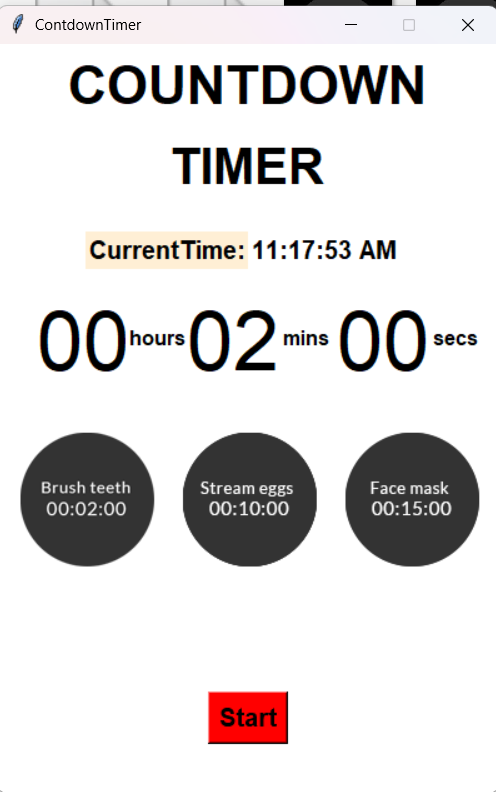 ContdownTimer
COUNTDOWN
TIMER
CurrentTime: 11:17:53 AM
00 hours 02 mins 00 secs
Brush teeth
00:02:00
Stream eggs
00:10:00
Face mask
00:15:00
Start